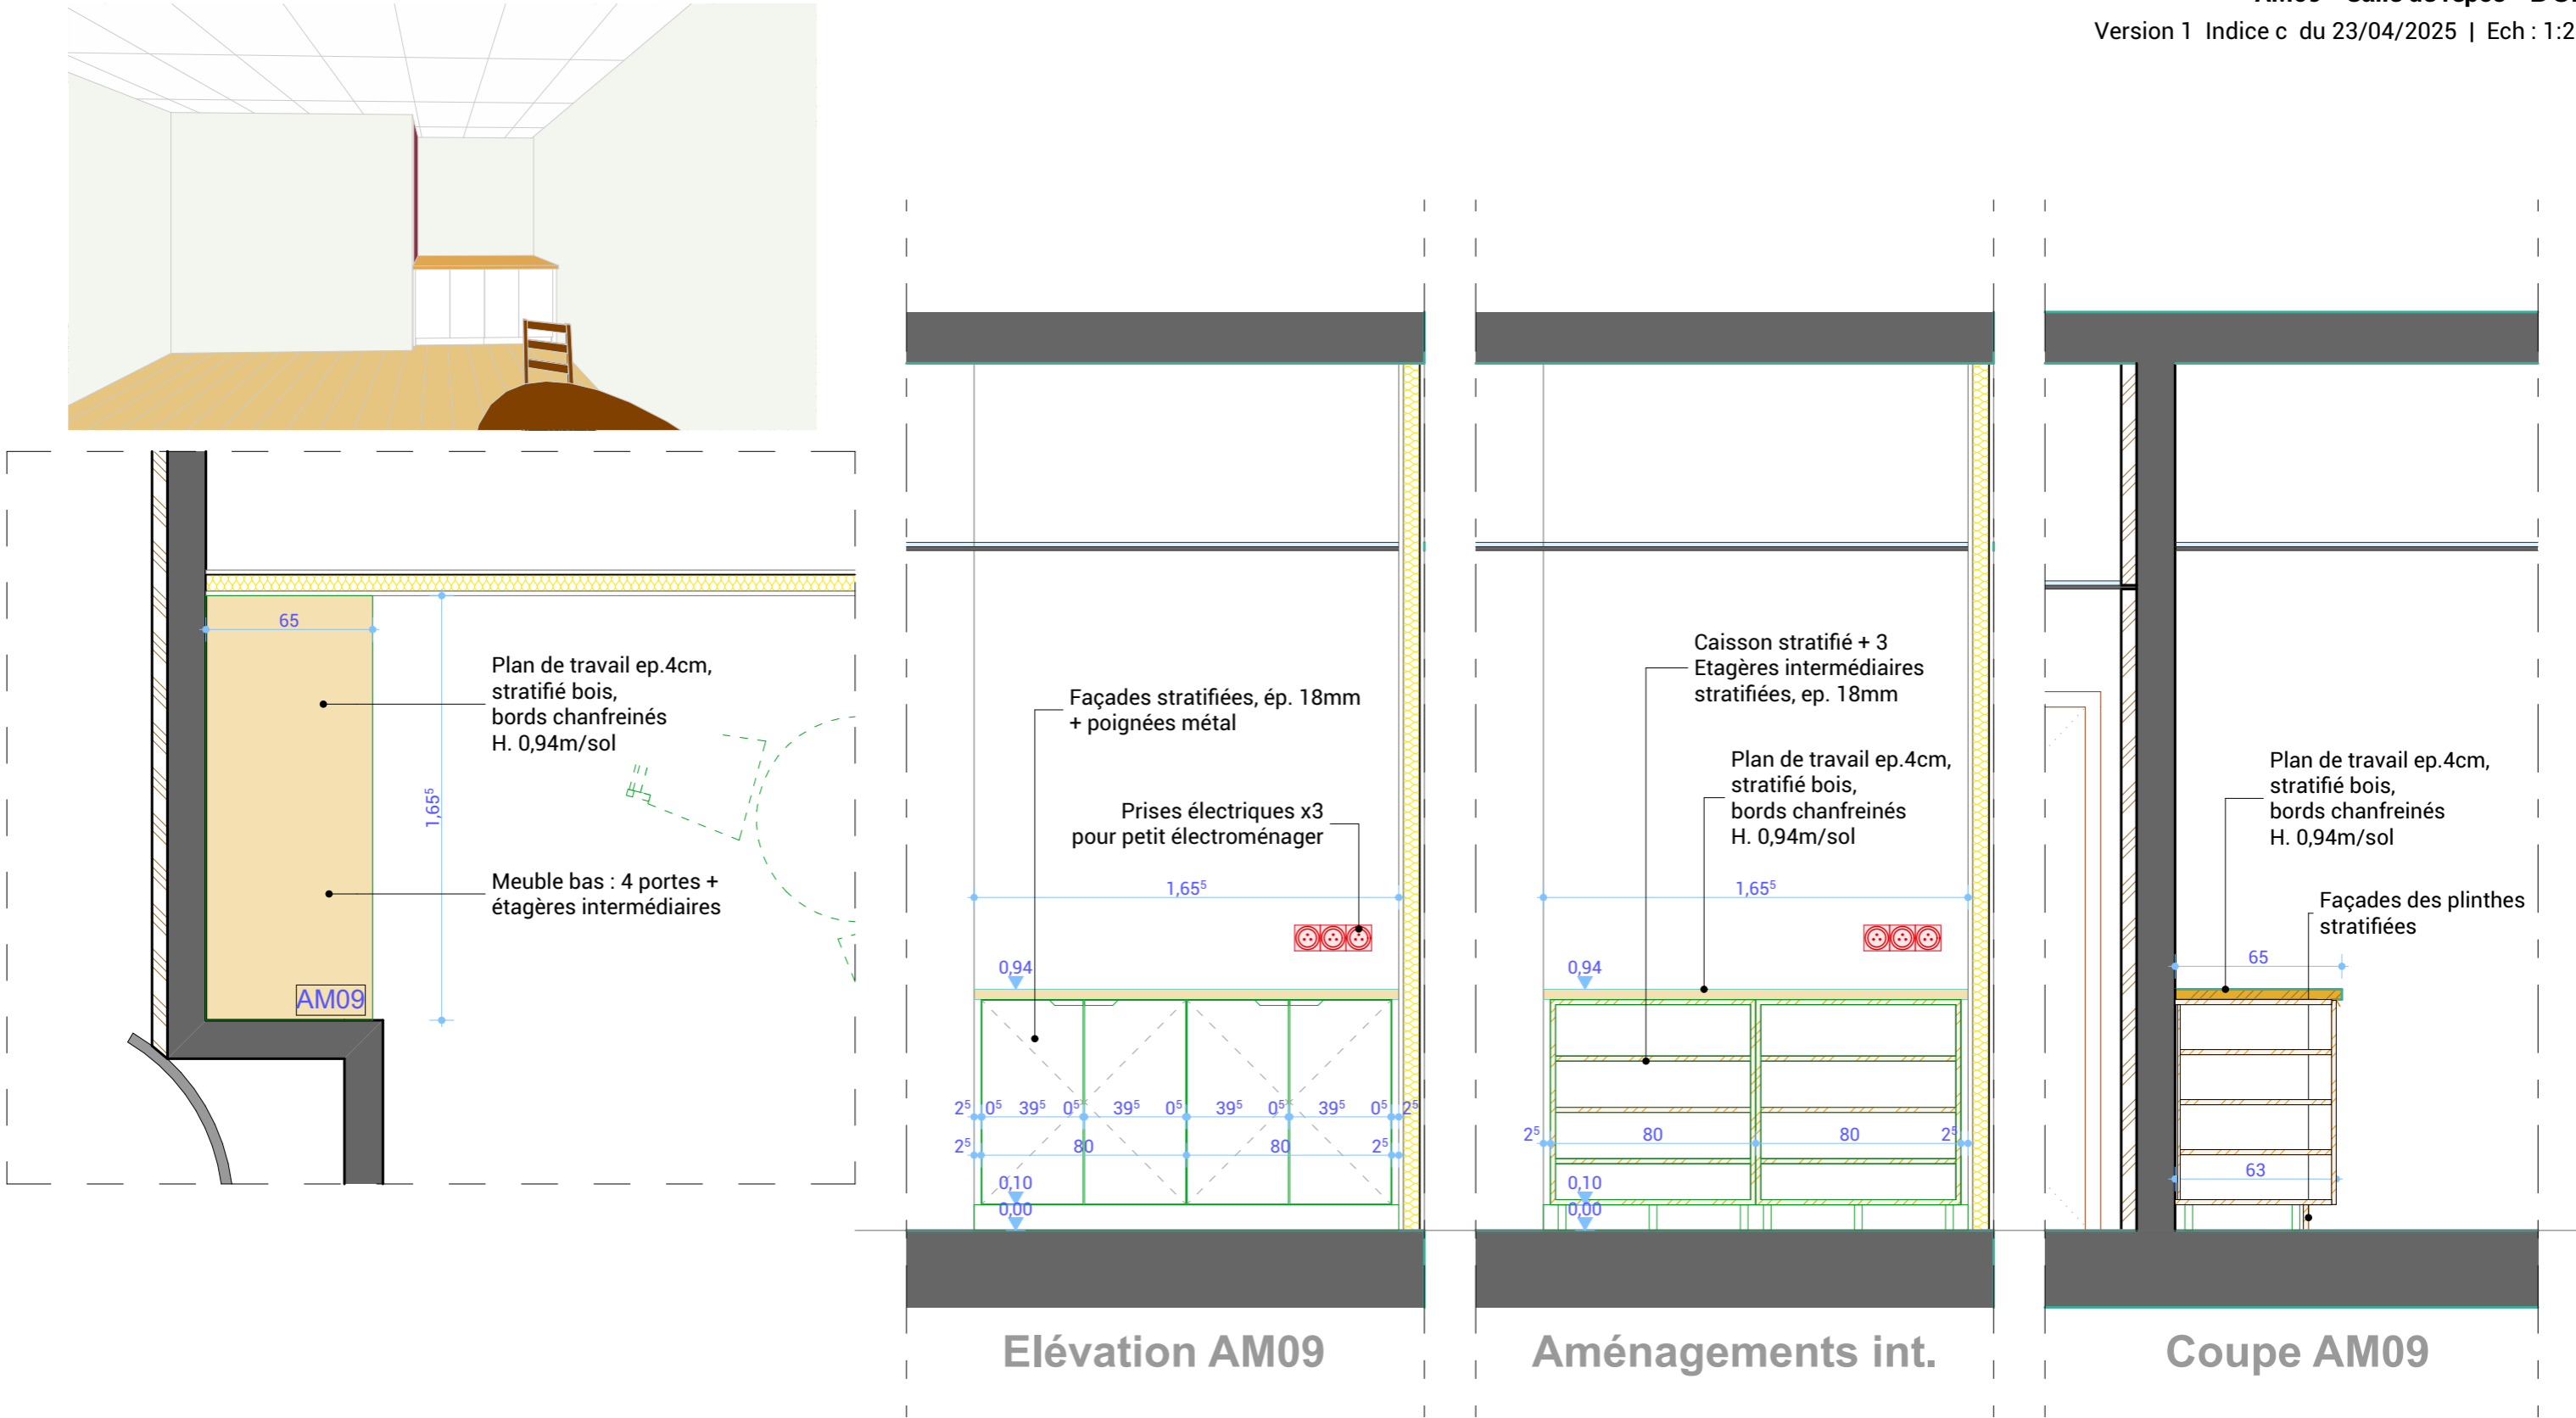 Version 1 Indice c du 23/04/2025 | Ech : 1:2
65
Plan de travail ep.4cm,
stratifié bois,
bords chanfreinés
H. 0,94m/sol
1,65⁵
Meuble bas : 4 portes +
étagères intermédiaires
AM09
Façades stratifiées, ép. 18mm
+ poignées métal
Prises électriques x3
pour petit électroménager
1,65⁵
0,94
2⁵ 0⁵ 39⁵ 0⁵ 39⁵ 0⁵ 39⁵ 0⁵ 39⁵ 0⁵ 2⁵
2⁵ 80 80 2⁵
0,10
0,00
Elévation AM09
Caisson stratifié + 3
Etagères intermédiaires
stratifiées, ep. 18mm
Plan de travail ep.4cm,
stratifié bois,
bords chanfreinés
H. 0,94m/sol
1,65⁵
0,94
2⁵ 80 80 2⁵
0,10
0,00
Aménagements int.
Plan de travail ep.4cm,
stratifié bois,
bords chanfreinés
H. 0,94m/sol
Façades des plinthes
stratifiées
65
63
Coupe AM09